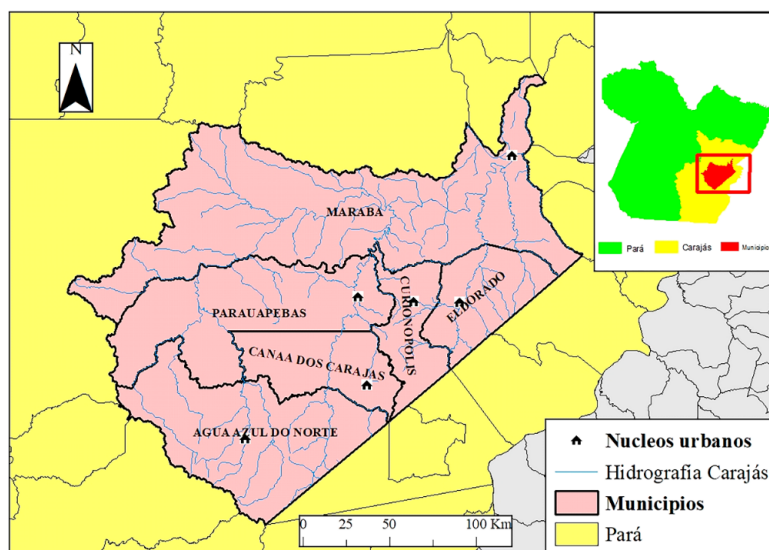 N
MARABA
PARAUAPEBAS
CURIONOPOLIS
ELDORADO
CANAA DOS CARAJAS
AGUA AZUL DO NORTE
Pará
Carajás
Municipios
Nucleos urbanos
Hidrografía Carajás
Municipios
Pará
0 25 50 100 Km